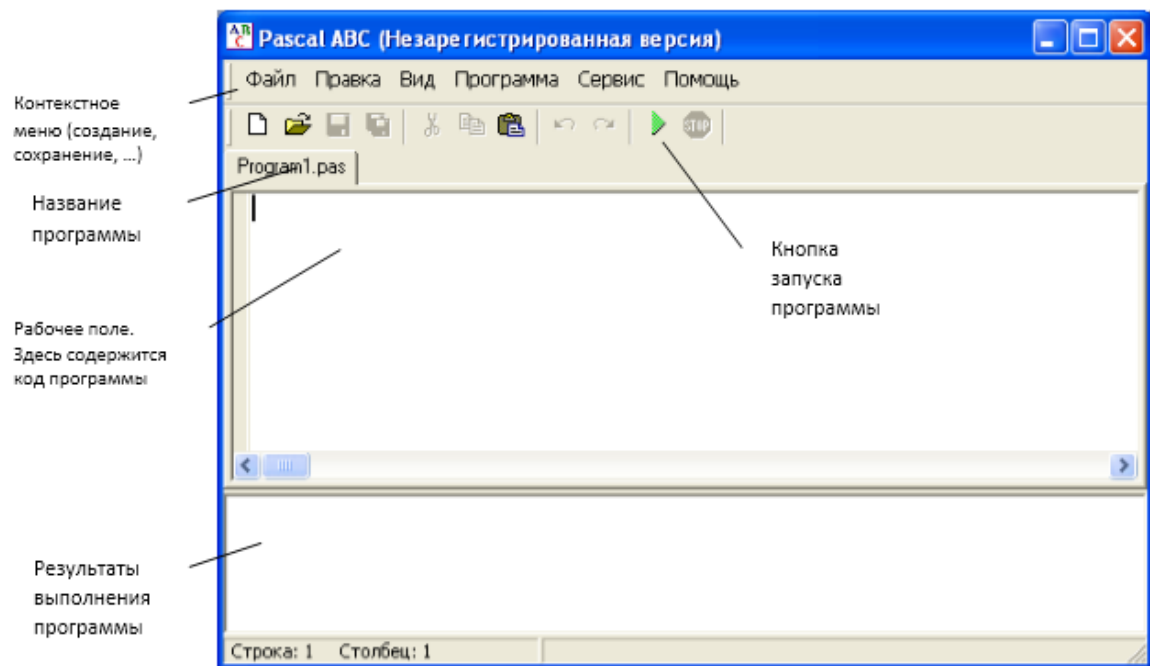 Pascal ABC (Незарегистрированная версия)
Файл Правка Вид Программа Сервис Помощь
Контекстное
меню (создание,
сохранение, ...)
STOP
Program1.pas
Название
программы
Кнопка
запуска
программы
Рабочее поле.
Здесь содержится
код программы
Результаты
выполнения
программы
Строка: 1 Столбец: 1